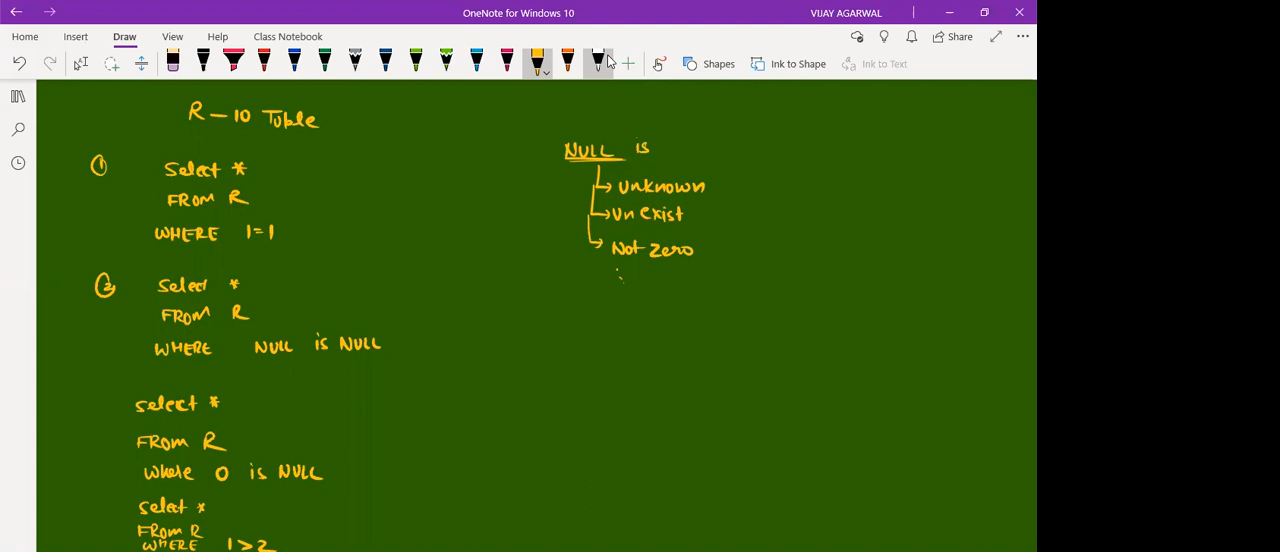 OneNote for Windows 10
VIJAY AGARWAL
Home Insert Draw View Help Class Notebook
Share
Shapes
Ink to Shape
Ink to Text
R - 10 Tuble
1 Select *
FROM R
WHERE 1=1
2 Select *
FROM R
WHERE NULL is NULL
select *
FROM R
where 0 is NULL
select *
FROM R
WHERE 1>2
NULL is
Unknown
Un exist
Not Zero